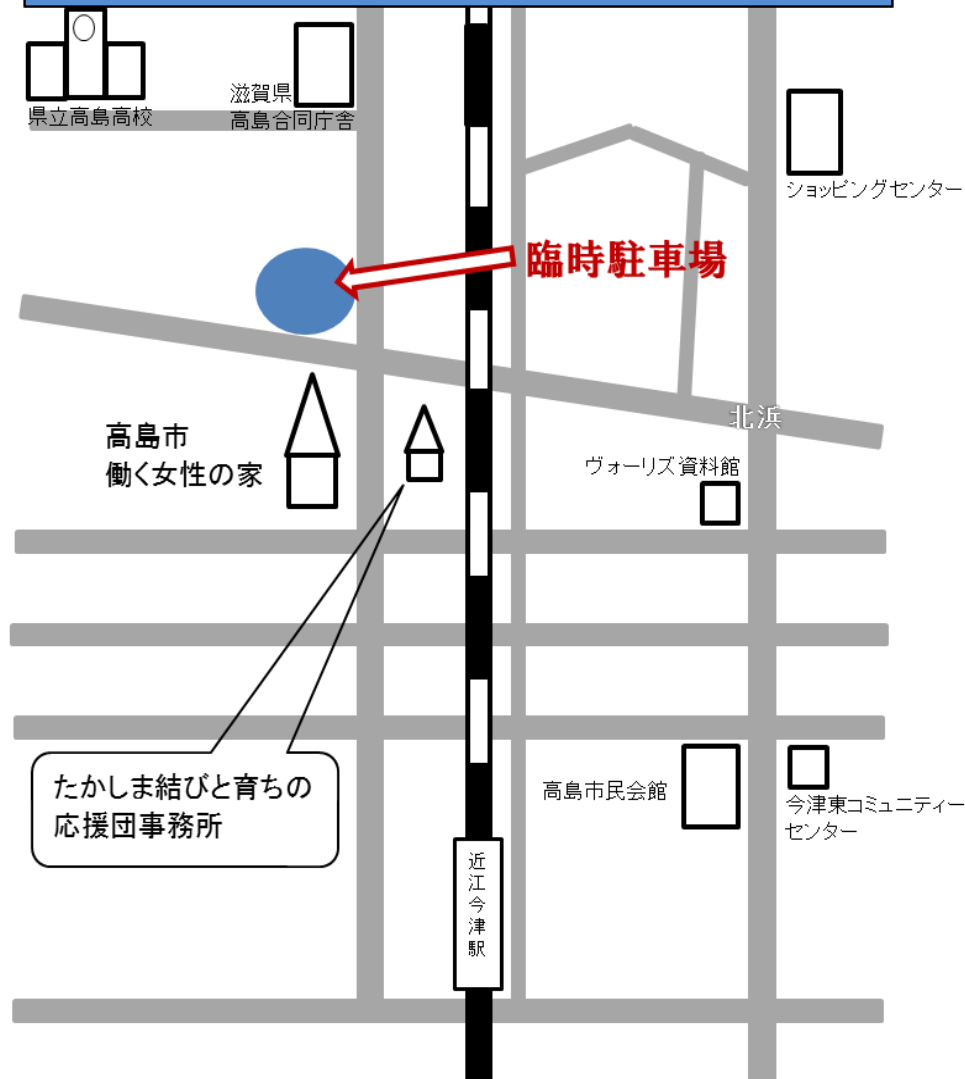 県立高島高校
滋賀県
高島合同庁舎
ショッピングセンター
臨時駐車場
北浜
高島市
働く女性の家
ヴォーリズ資料館
たかしま結びと育ちの
応援団事務所
高島市民会館
今津東コミュニティー
センター
近江今津駅